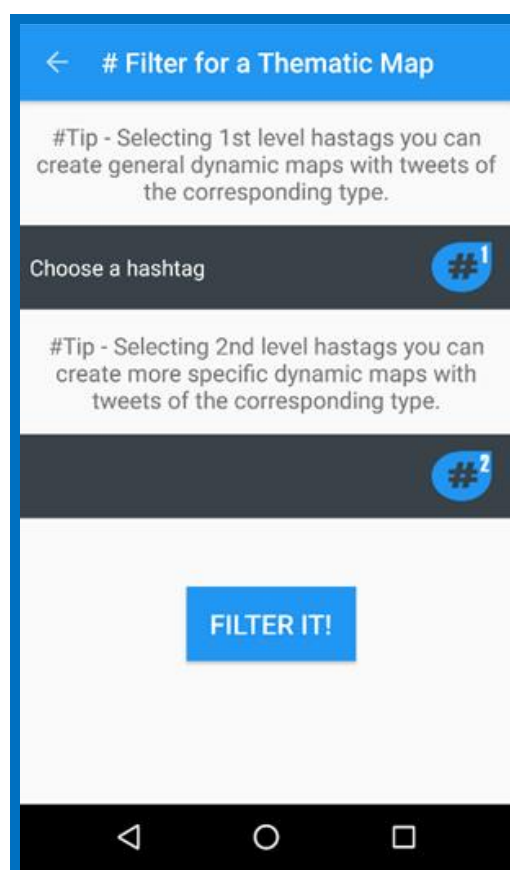 # Filter for a Thematic Map
#Tip - Selecting 1st level hastags you can
create general dynamic maps with tweets of
the corresponding type.
Choose a hashtag
#1
#Tip - Selecting 2nd level hastags you can
create more specific dynamic maps with
tweets of the corresponding type.
#2
FILTER IT!